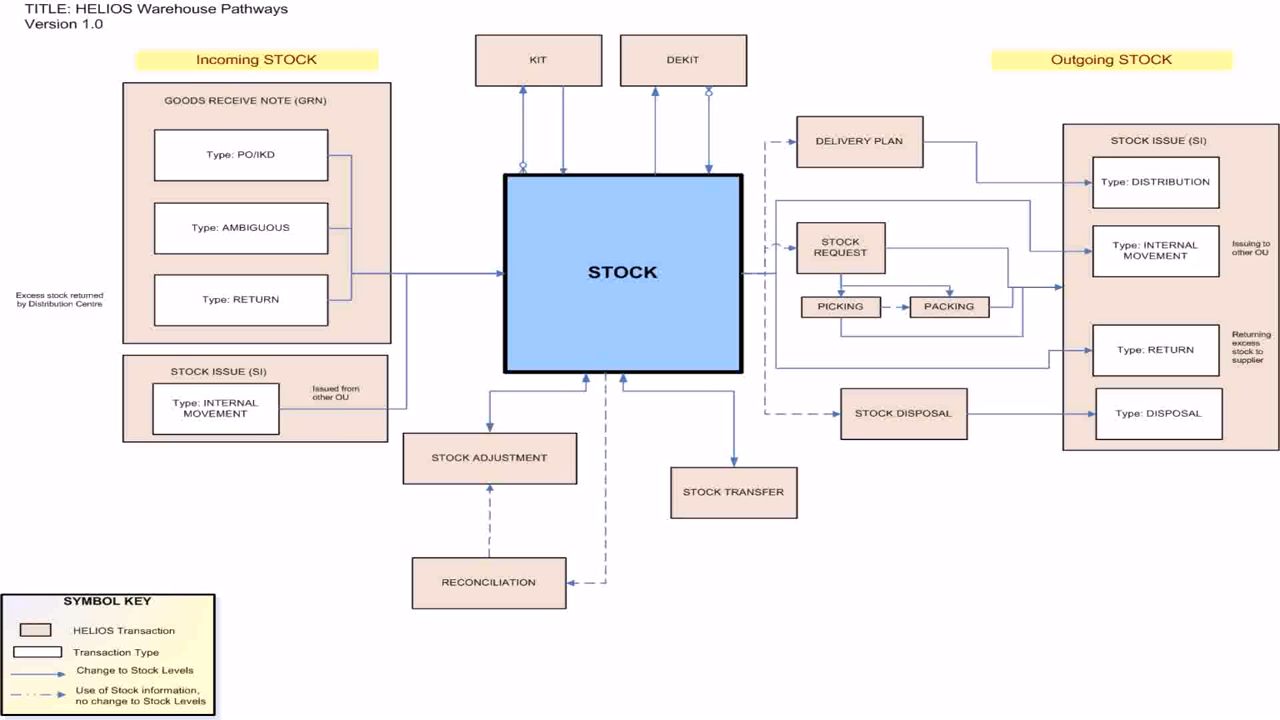 TITLE: HELIOS Warehouse Pathways
Version 1.0
Incoming STOCK
Outgoing STOCK
KIT
DEKIT
GOODS RECEIVE NOTE (GRN)
Type: PO/IKD
Type: AMBIGUOUS
Type: RETURN
Excess stock returned
by Distribution Centre
STOCK ISSUE (SI)
Type: INTERNAL
MOVEMENT
Issued from
other OU
STOCK
DELIVERY PLAN
STOCK
REQUEST
PICKING
PACKING
STOCK DISPOSAL
STOCK ISSUE (SI)
Type: DISTRIBUTION
Type: INTERNAL
MOVEMENT
Issuing to
other OU
Type: RETURN
Returning
excess
stock to
supplier
Type: DISPOSAL
STOCK ADJUSTMENT
STOCK TRANSFER
RECONCILIATION
SYMBOL KEY
HELIOS Transaction
Transaction Type
Change to Stock Levels
Use of Stock information,
no change to Stock Levels